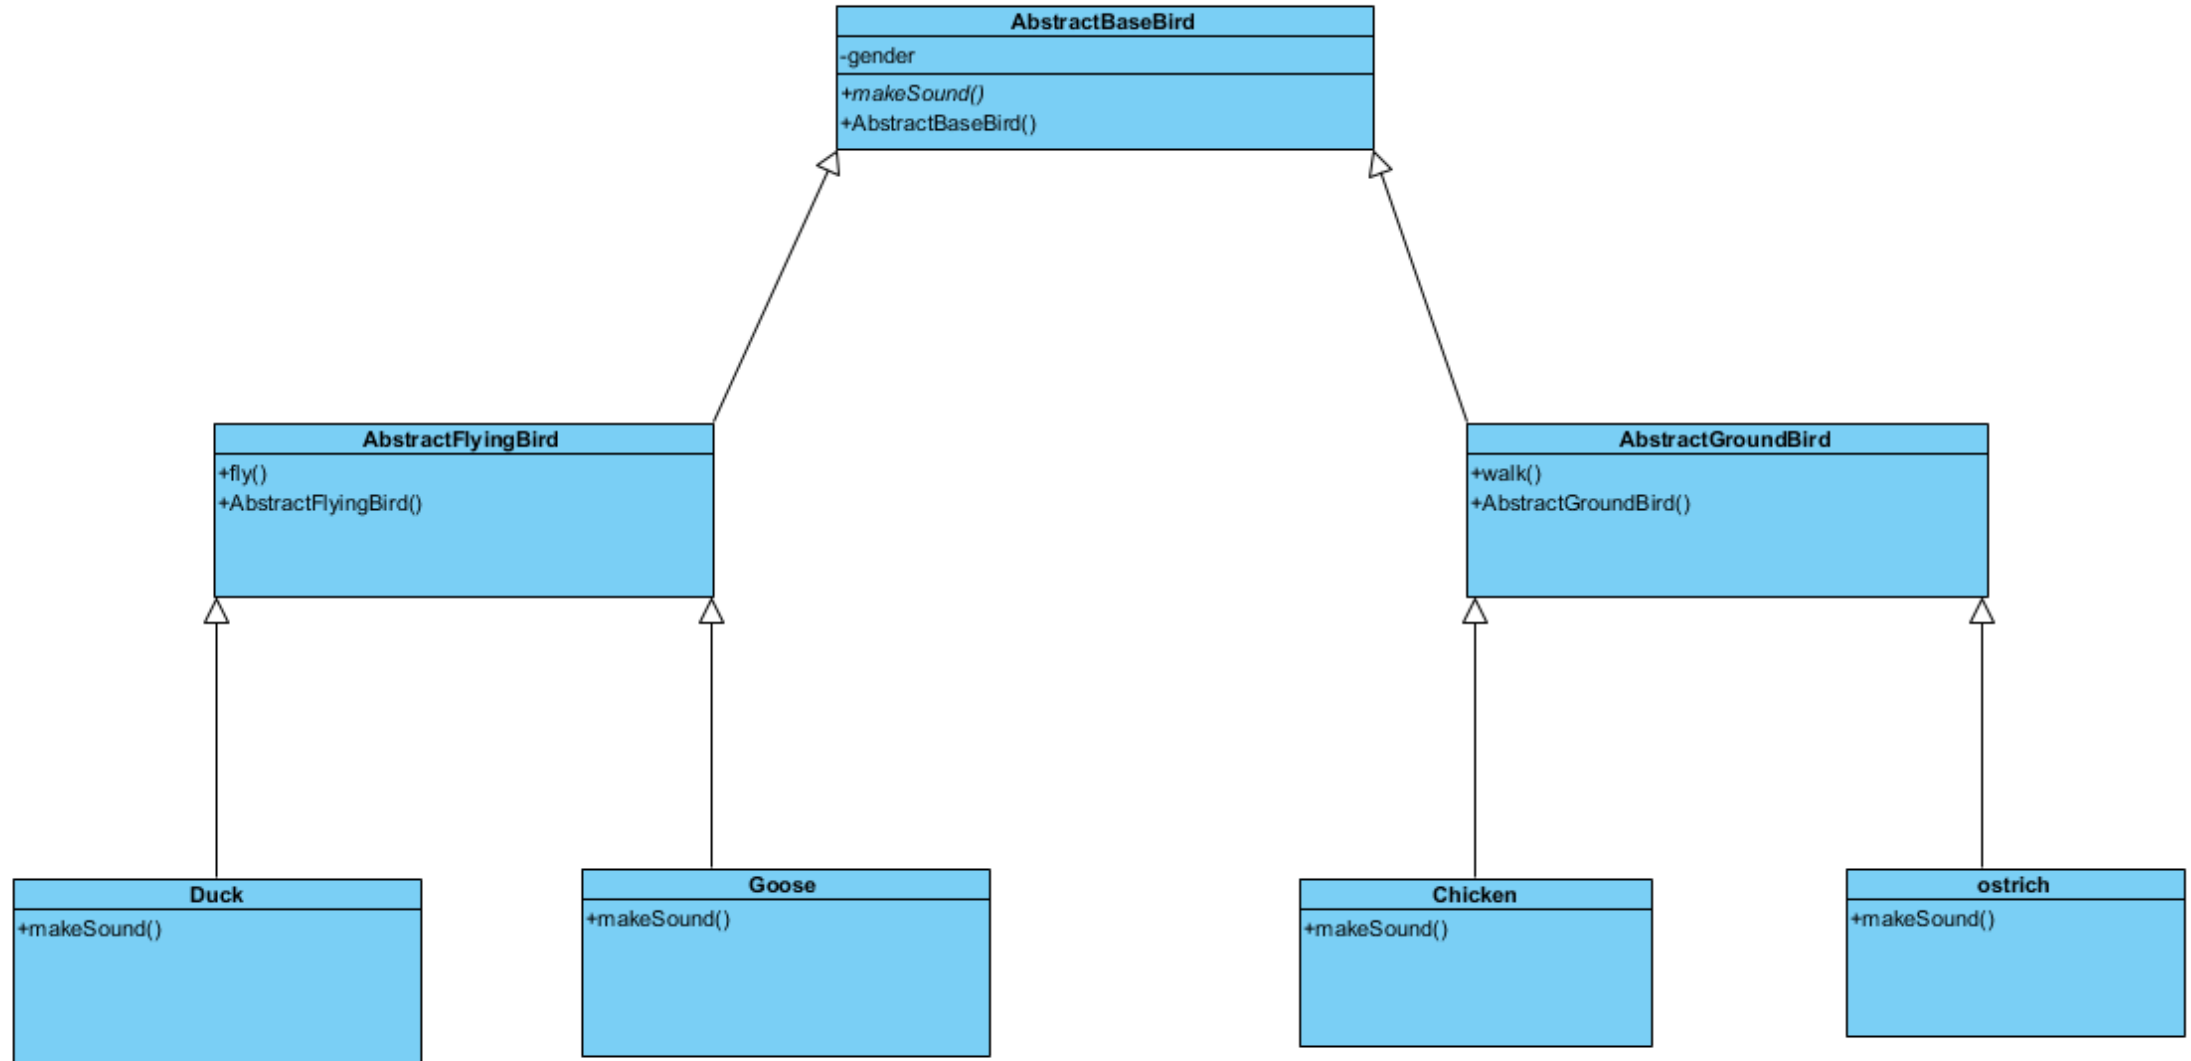 AbstractBaseBird
-gender
+makeSound()
+AbstractBaseBird()
AbstractFlyingBird
+fly()
+AbstractFlyingBird()
AbstractGroundBird
+walk()
+AbstractGroundBird()
Duck
+makeSound()
Goose
+makeSound()
Chicken
+makeSound()
ostrich
+makeSound()